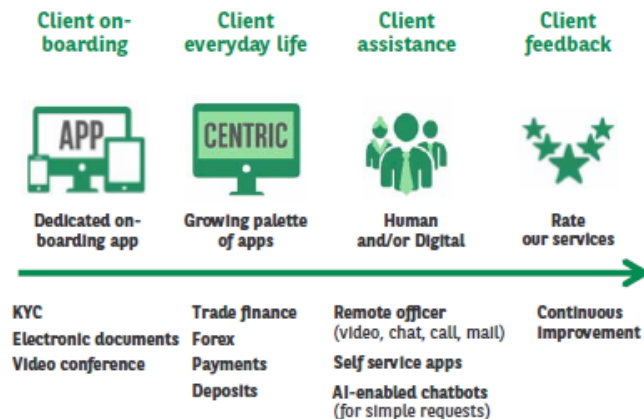 Client on-
boarding
Client
everyday life
Client
assistance
Client
feedback
APP
CENTRIC
Dedicated on-
boarding app
Growing palette
of apps
Human
and/or Digital
Rate
our services
KYC
Electronic documents
Video conference
Trade finance
Forex
Payments
Deposits
Remote officer
(video, chat, call, mail)
Self service apps
AI-enabled chatbots
(for simple requests)
Continuous
improvement